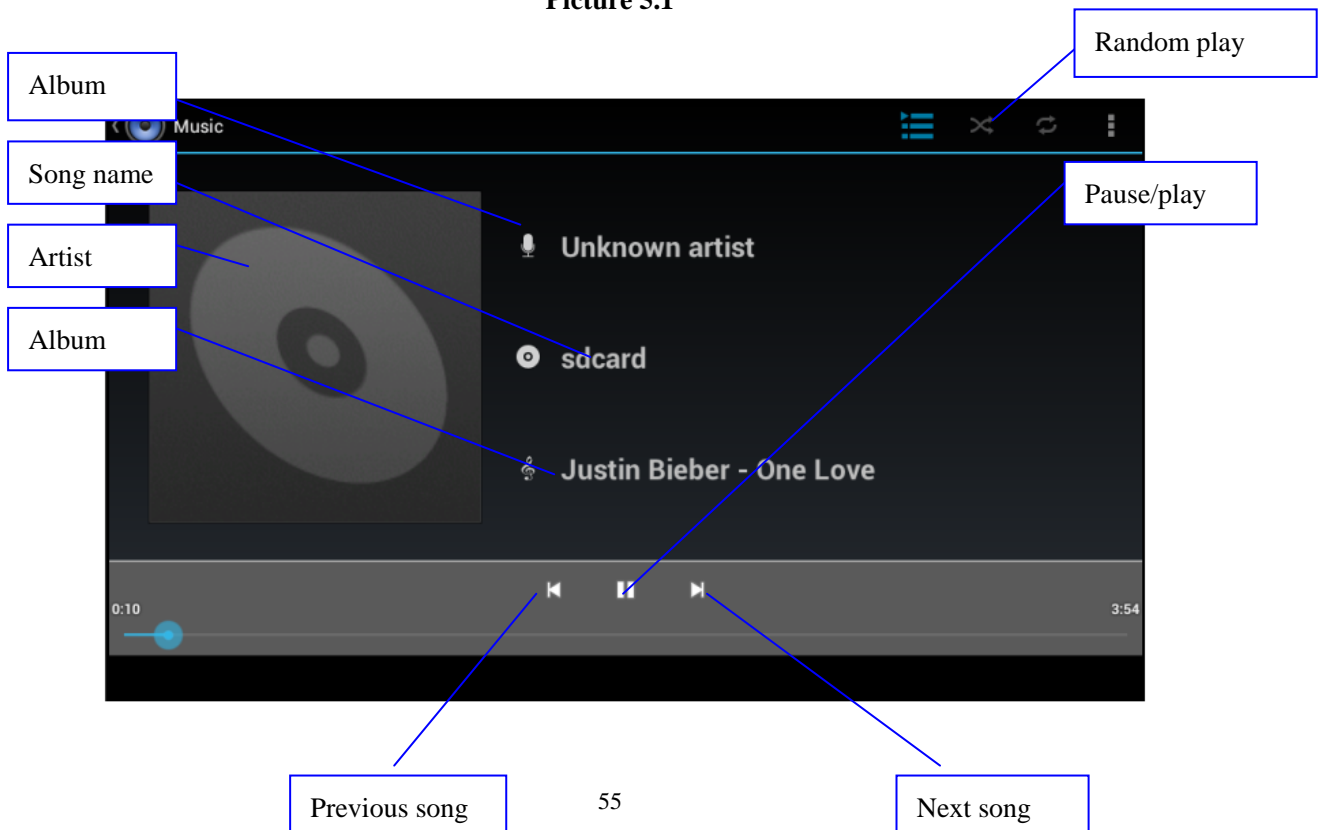 Picture 5.1
Random play
Album
Music
Song name
Pause/play
Unknown artist
Artist
Album
sdcard
Justin Bieber - One Love
0:10
3:54
Previous song
55
Next song